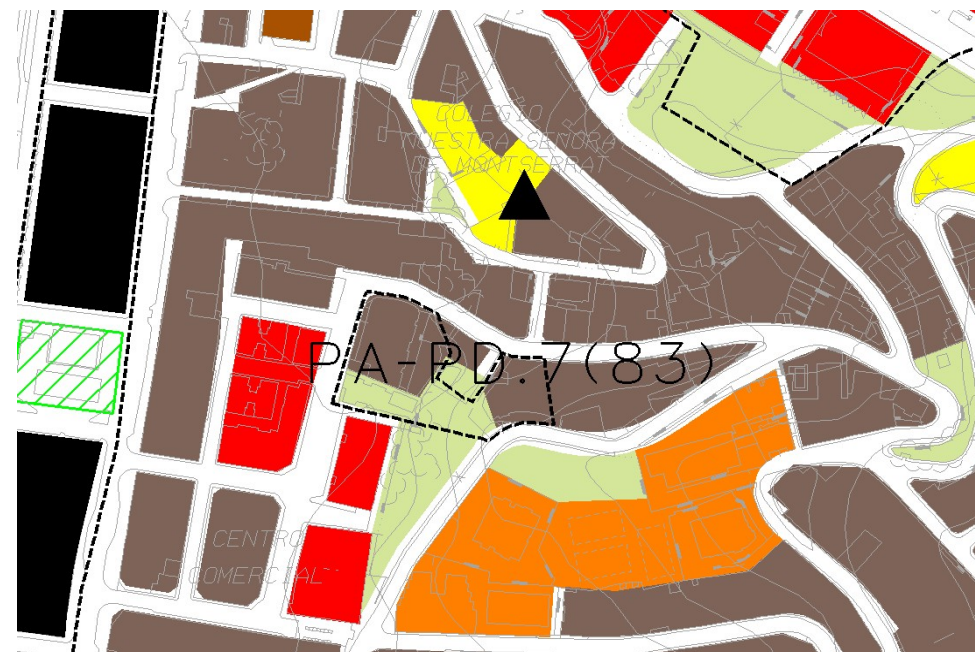 COLEGIO
NUESTRA SEÑORA
DE MONTSERRAT
PA-PD.7(83)
CENTRO
COMERCIAL